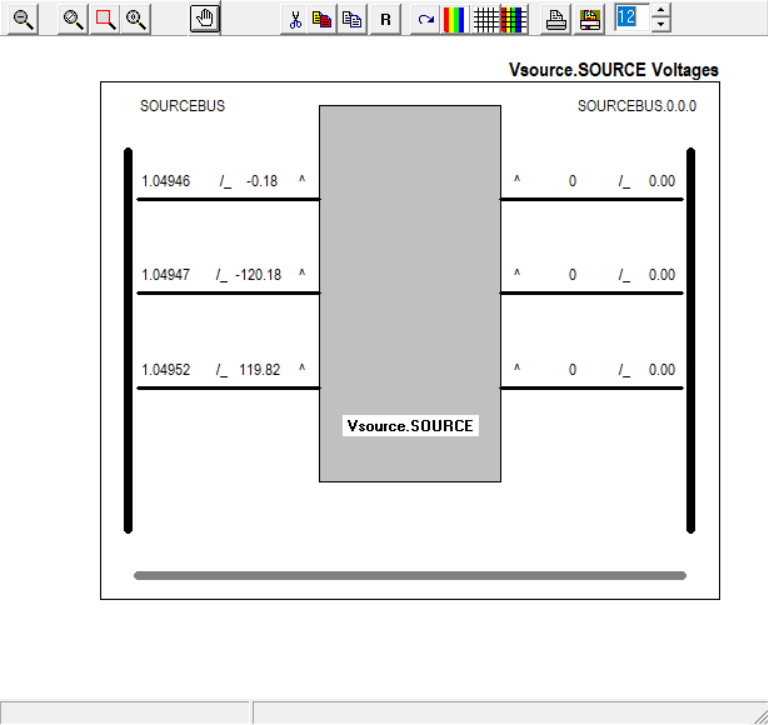 R 12
Vsource.SOURCE Voltages
SOURCEBUS SOURCEBUS.0.0.0
1.04946 /_ -0.18 ^ ^ 0 /_ 0.00
1.04947 /_ -120.18 ^ ^ 0 /_ 0.00
1.04952 /_ 119.82 ^ ^ 0 /_ 0.00
Vsource.SOURCE